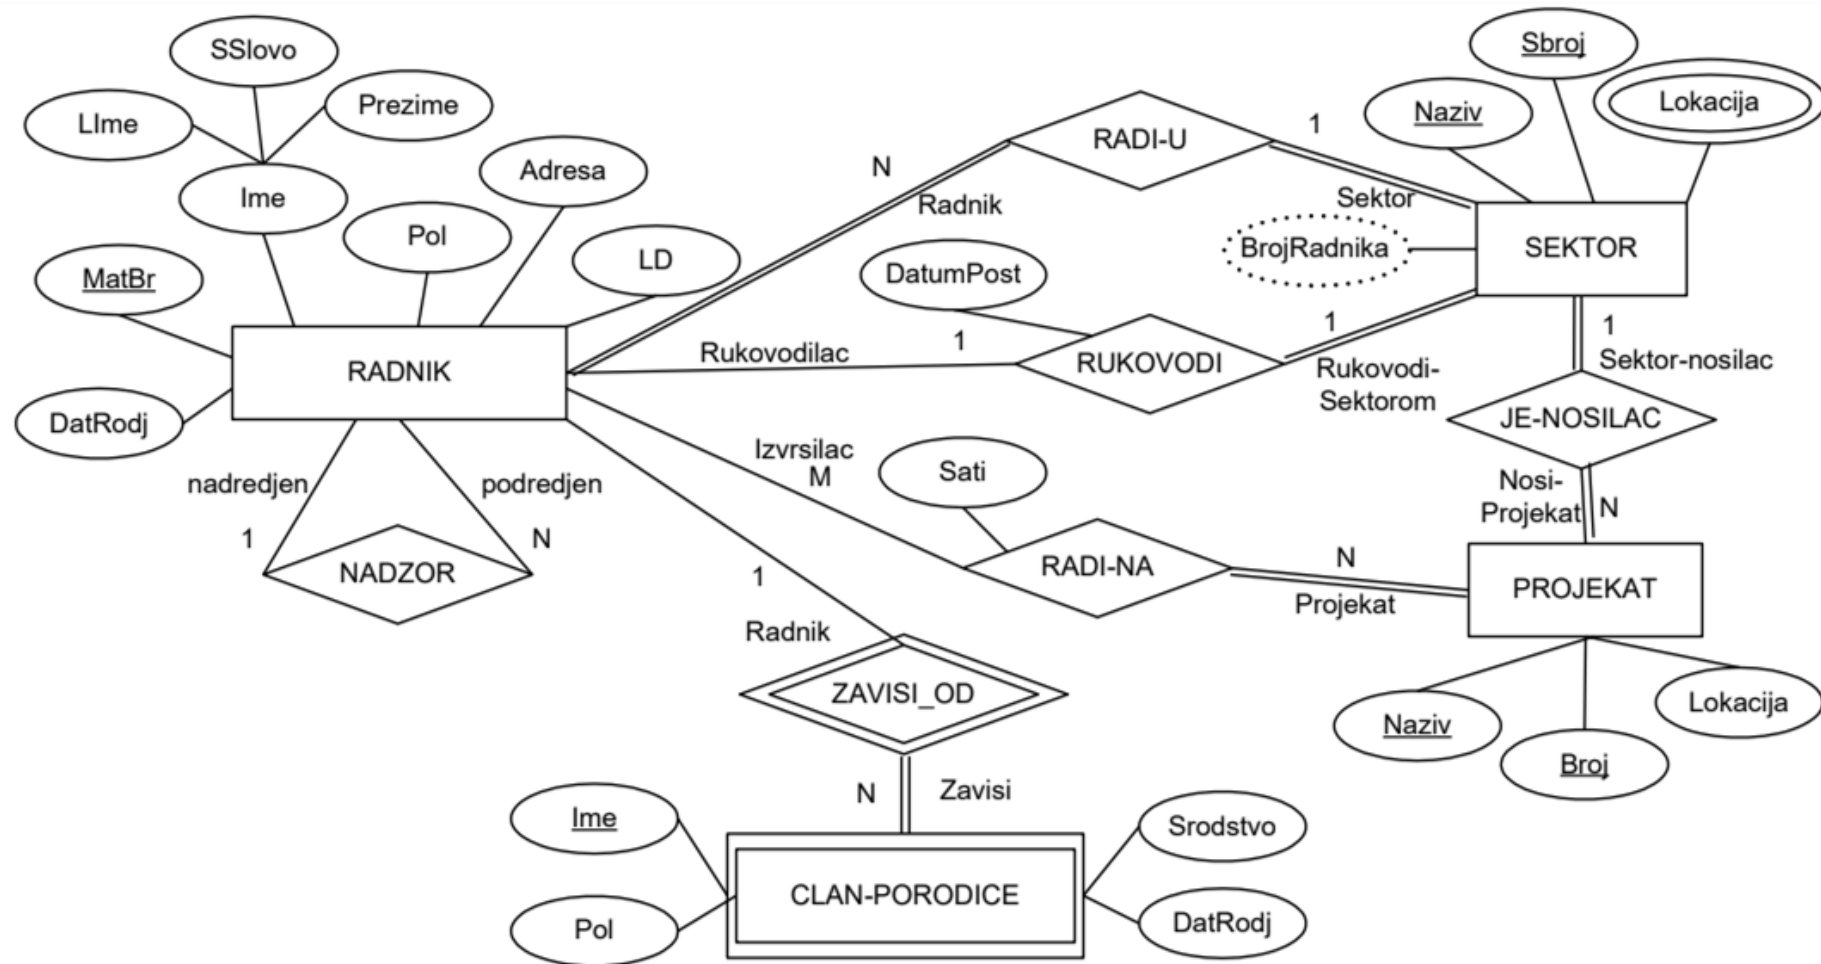 SSlovo
LIme
Prezime
Ime
Adresa
Pol
LD
MatBr
DatRodj
RADNIK
nadredjen
podredjen
1
N
NADZOR
N
Radnik
RADI-U
1
Sektor
Sbroj
Naziv
Lokacija
BrojRadnika
SEKTOR
DatumPost
Rukovodilac
1
RUKOVODI
1
Rukovodi-
Sektorom
1
Sektor-nosilac
JE-NOSILAC
Nosi-
Projekat
N
Izvrsilac
M
Sati
RADI-NA
N
Projekat
PROJEKAT
Naziv
Broj
Lokacija
1
Radnik
ZAVISI_OD
N
Zavisi
Ime
Pol
CLAN-PORODICE
Srodstvo
DatRodj